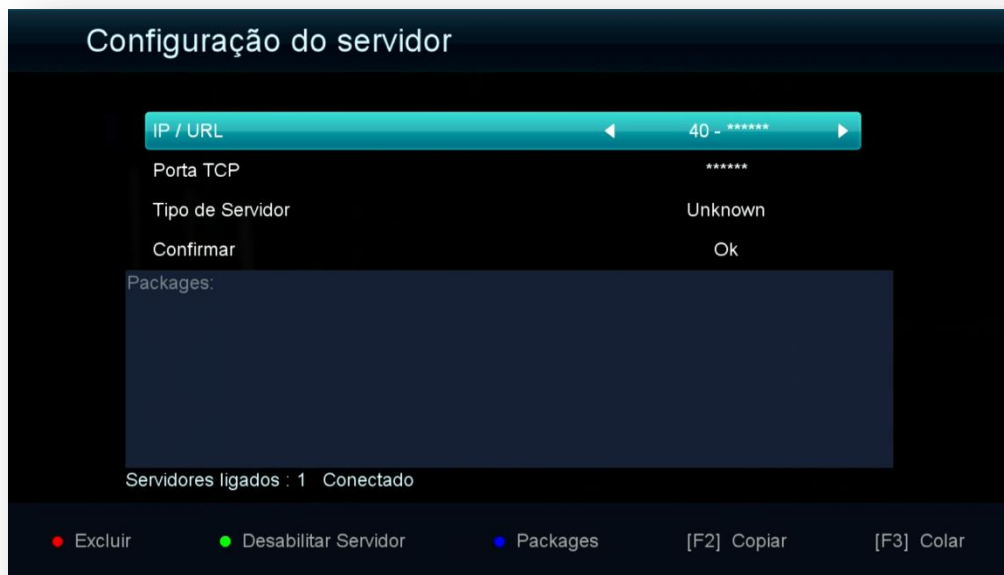 Configuração do servidor
IP / URL 40 - ******
Porta TCP ******
Tipo de Servidor Unknown
Confirmar Ok
Packages:
Servidores ligados : 1 Conectado
Excluir Desabilitar Servidor Packages [F2] Copiar [F3] Colar